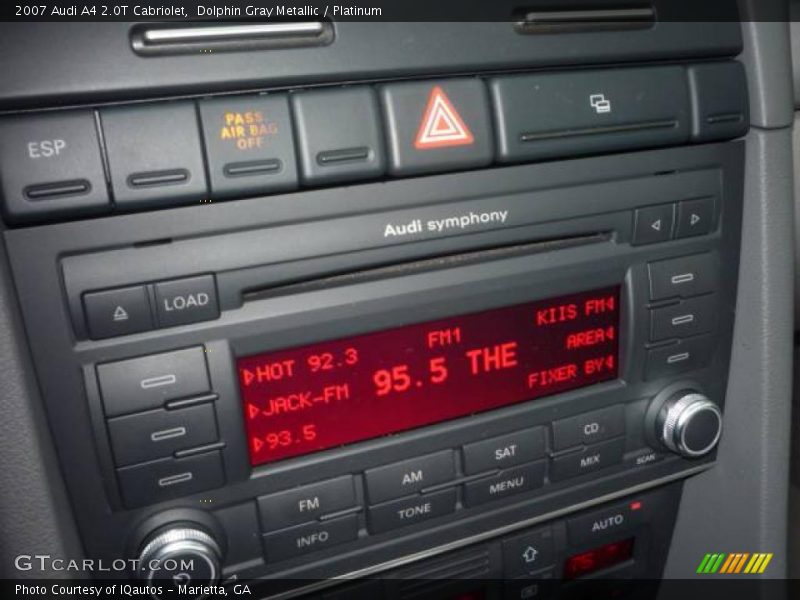 2007 Audi A4 2.0T Cabriolet, Dolphin Gray Metallic / Platinum
ESP
PASS
AIR BAG
OFF
Audi symphony
LOAD
HOT 92.3
FM1
KIIS FM
JACK-FM
95.5 THE
AREA
93.5
FIXER BY
FM
AM
SAT
CD
INFO
TONE
MENU
MIX
SCAN
AUTO
GTCARLOT.COM
Photo Courtesy of IQautos - Marietta, GA